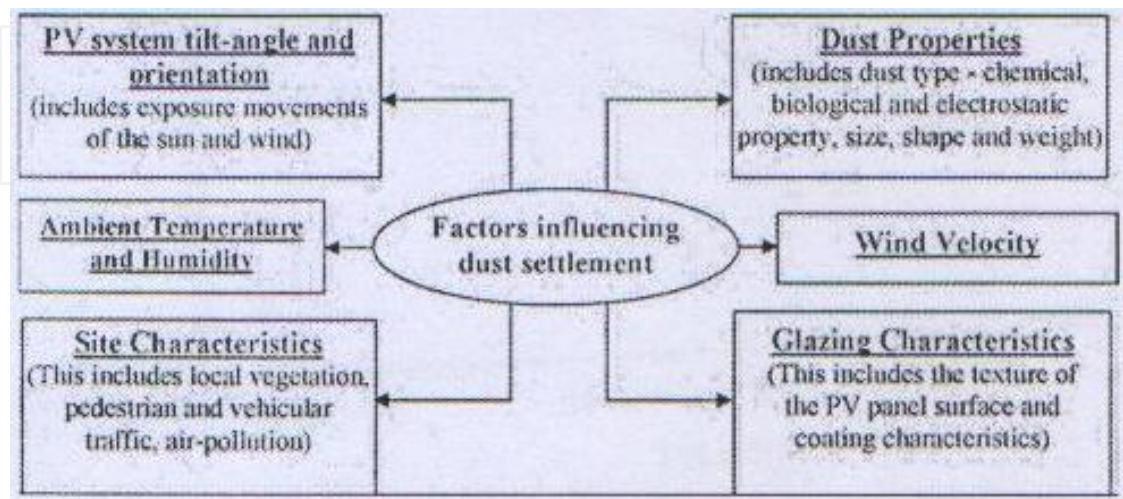 PV system tilt-angle and
orientation
(includes exposure movements
of the sun and wind)
Dust Properties
(includes dust type - chemical,
biological and electrostatic
property, size, shape and weight)
Ambient Temperature
and Humidity
Factors influencing
dust settlement
Wind Velocity
Site Characteristics
(This includes local vegetation,
pedestrian and vehicular
traffic, air-pollution)
Glazing Characteristics
(This includes the texture of
the PV panel surface and
coating characteristics)